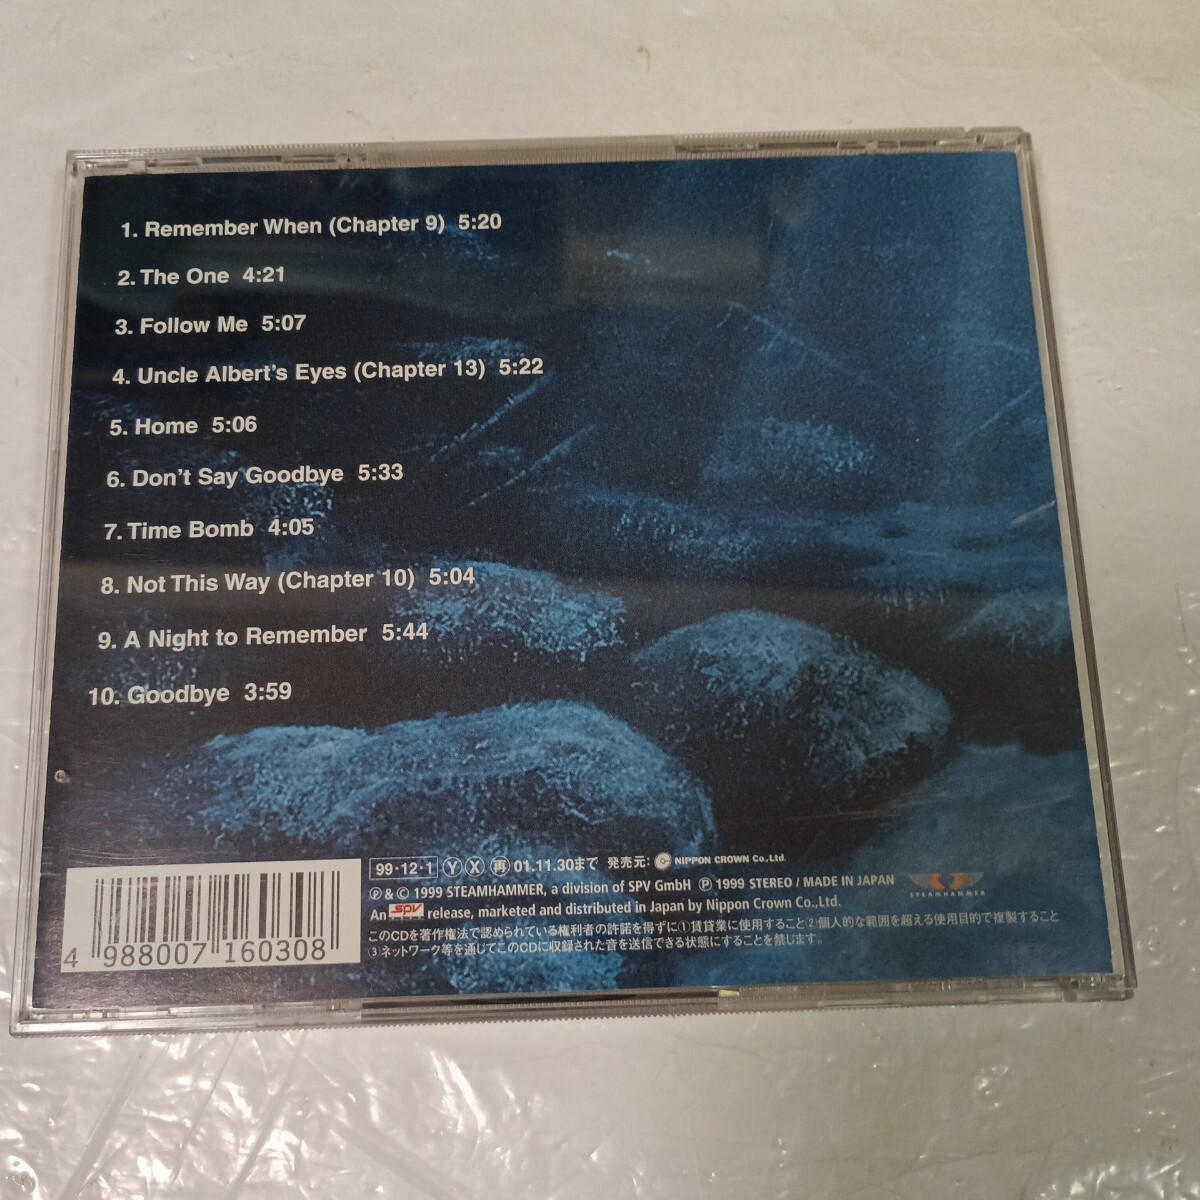 1. Remember When (Chapter 9) 5:20
2. The One 4:21
3. Follow Me 5:07
4. Uncle Albert's Eyes (Chapter 13) 5:22
5. Home 5:06
6. Don't Say Goodbye 5:33
7. Time Bomb 4:05
8. Not This Way (Chapter 10) 5:04
9. A Night to Remember 5:44
10. Goodbye 3:59
99・12・1 Ⓨ Ⓧ 再 01.11.30まで 発売元: NIPPON CROWN Co.,Ltd.
Ⓟ & © 1999 STEAMHAMMER, a division of SPV GmbH Ⓟ 1999 STEREO / MADE IN JAPAN
STEAMHAMMER
An SPV release, marketed and distributed in Japan by Nippon Crown Co.,Ltd.
このCDを著作権法で認められている権利者の許諾を得ずに①賃貸業に使用すること②個人的な範囲を超える使用目的で複製すること
③ネットワーク等を通じてこのCDに収録された音を送信できる状態にすることを禁じます。
4 988007 160308